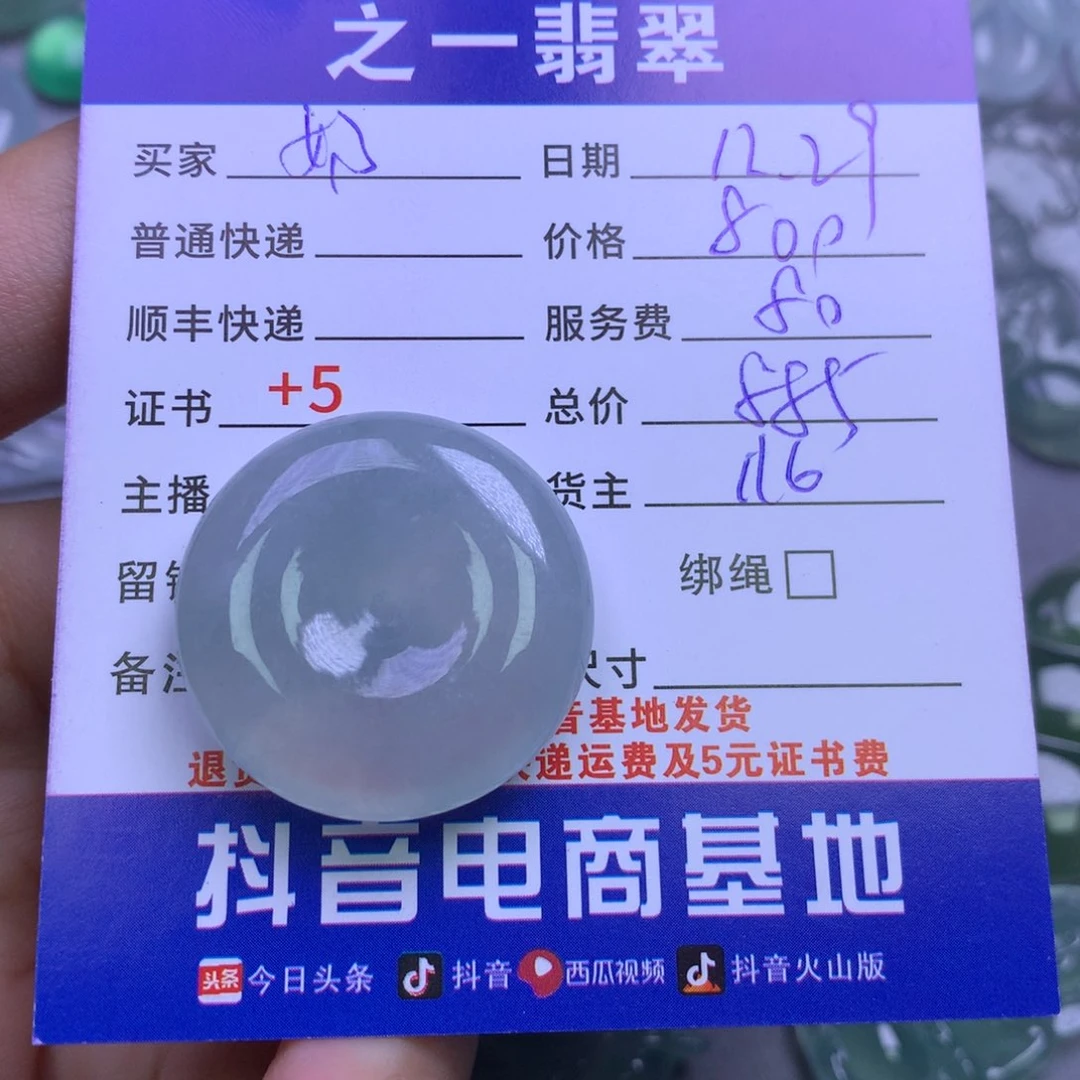 之一翡翠
买家 日期 12.29
普通快递 价格 800
顺丰快递 服务费 80
证书 +5 总价 885
主播 货主 116
留 绑绳
备注 尺寸
音基地发货
退 递运费及5元证书费
抖音电商基地
头条 今日头条 抖音 西瓜视频 抖音火山版